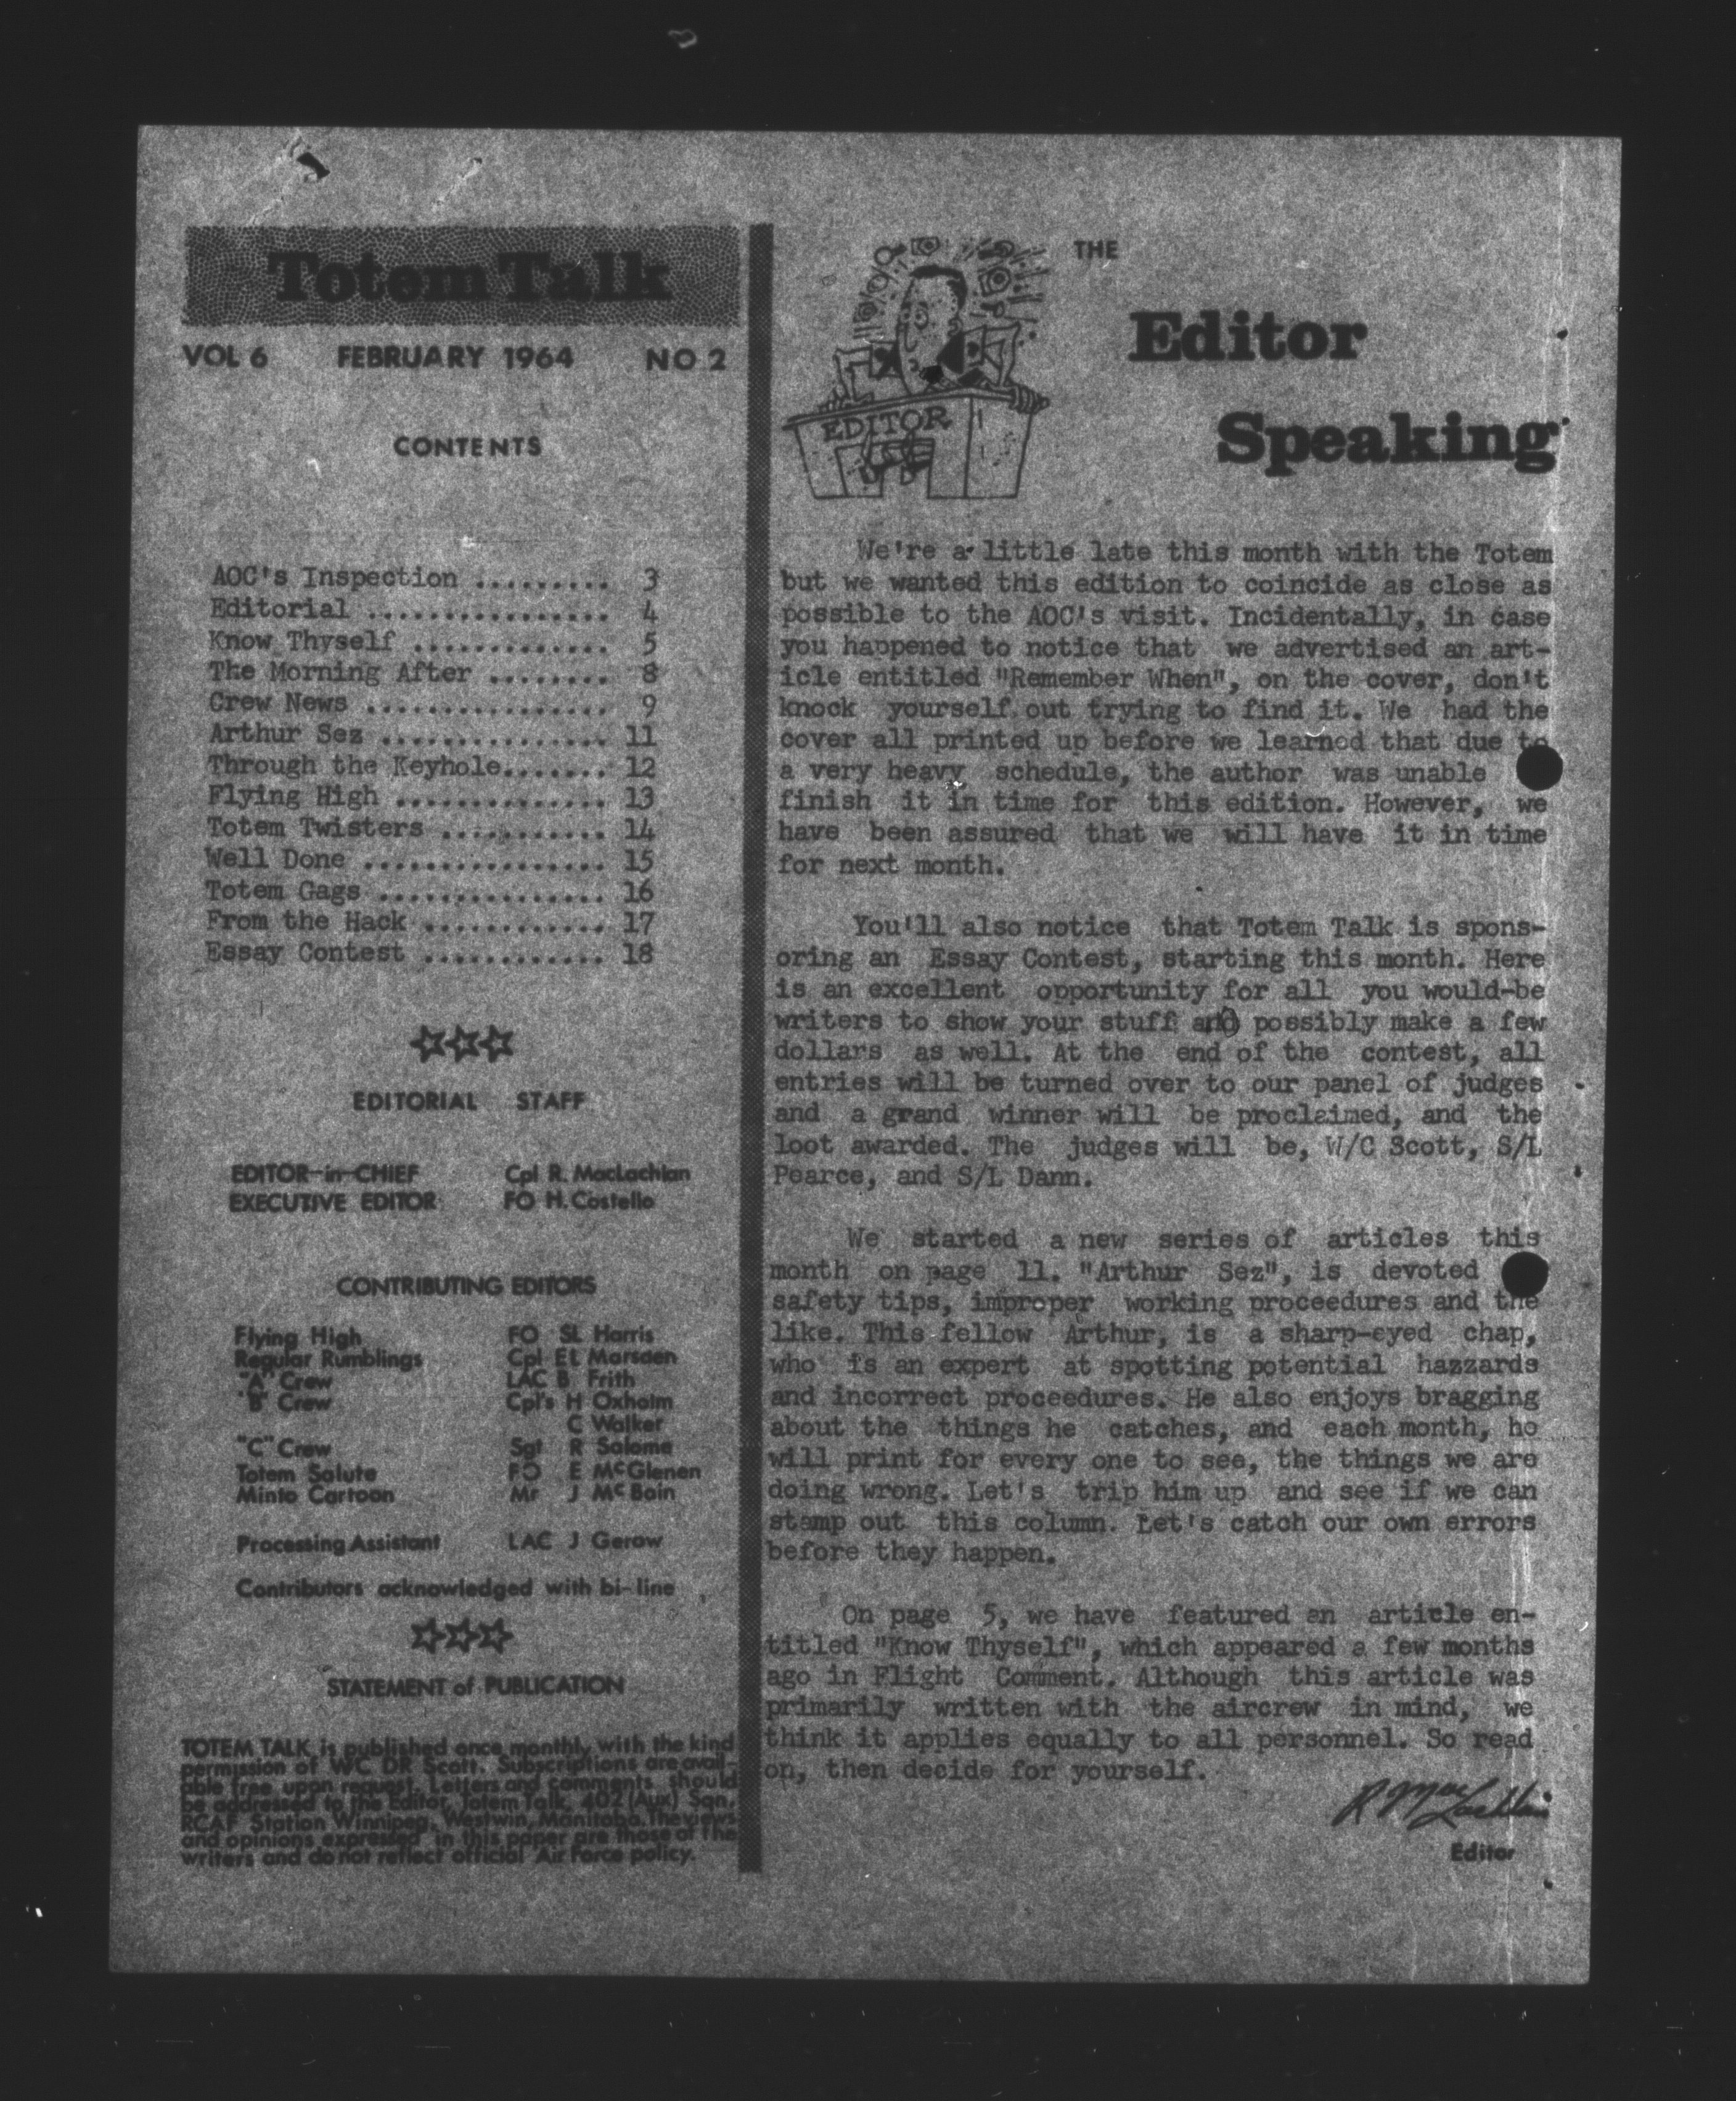 Totem Talk
VOL 6 FEBRUARY 1964 NO 2
CONTENTS
AOC's Inspection ......... 3
Editorial ................ 4
Know Thyself ............. 5
The Morning After ........ 8
Crew News ................ 9
Arthur Sez ............... 11
Through the Keyhole....... 12
Flying High .............. 13
Totem Twisters ........... 14
Well Done ................ 15
Totem Gags ............... 16
From the Hack ............ 17
Essay Contest ............ 18
EDITORIAL STAFF
EDITOR-in-CHIEF Cpl R. MacLachlan
EXECUTIVE EDITOR FO H. Costello
CONTRIBUTING EDITORS
Flying High FO SL Harris
Regular Rumblings Cpl EL Marsden
"A" Crew LAC B Frith
"B" Crew Cpl's H Oxholm
C Walker
"C" Crew Sgt R Salome
Totem Salute FO E McGlenen
Minto Cartoon Mr J McBain
Processing Assistant LAC J Gerow
Contributors acknowledged with bi-line
STATEMENT of PUBLICATION
TOTEM TALK is published once monthly with the kind
permission of WC DR Scott. Subscriptions are avail-
able free upon request. Letters and comments should
be addressed to the Editor, Totem Talk, 402 (Aux) Sqn,
RCAF Station Winnipeg, Westwin, Manitoba. The views
and opinions expressed in this paper are those of the
writers and do not reflect official Air Force policy.
THE
Editor
Speaking
EDITOR
We're a little late this month with the Totem
but we wanted this edition to coincide as close as
possible to the AOC's visit. Incidentally, in case
you happened to notice that we advertised an art-
icle entitled "Remember When", on the cover, don't
knock yourself out trying to find it. We had the
cover all printed up before we learned that due to
a very heavy schedule, the author was unable
finish it in time for this edition. However, we
have been assured that we will have it in time
for next month.
You'll also notice that Totem Talk is spons-
oring an Essay Contest, starting this month. Here
is an excellent opportunity for all you would-be
writers to show your stuff and possibly make a few
dollars as well. At the end of the contest, all
entries will be turned over to our panel of judges
and a grand winner will be proclaimed, and the
loot awarded. The judges will be, W/C Scott, S/L
Pearce, and S/L Dann.
We started a new series of articles this
month on page 11. "Arthur Sez", is devoted
safety tips, improper working proceedures and the
like. This fellow Arthur, is a sharp-eyed chap,
who is an expert at spotting potential hazzards
and incorrect proceedures. He also enjoys bragging
about the things he catches, and each month, he
will print for every one to see, the things we are
doing wrong. Let's trip him up and see if we can
stamp out this column. Let's catch our own errors
before they happen.
On page 5, we have featured an article en-
titled "Know Thyself", which appeared a few months
ago in Flight Comment. Although this article was
primarily written with the aircrew in mind, we
think it applies equally to all personnel. So read
on, then decide for yourself.
R MacLachlan
Editor